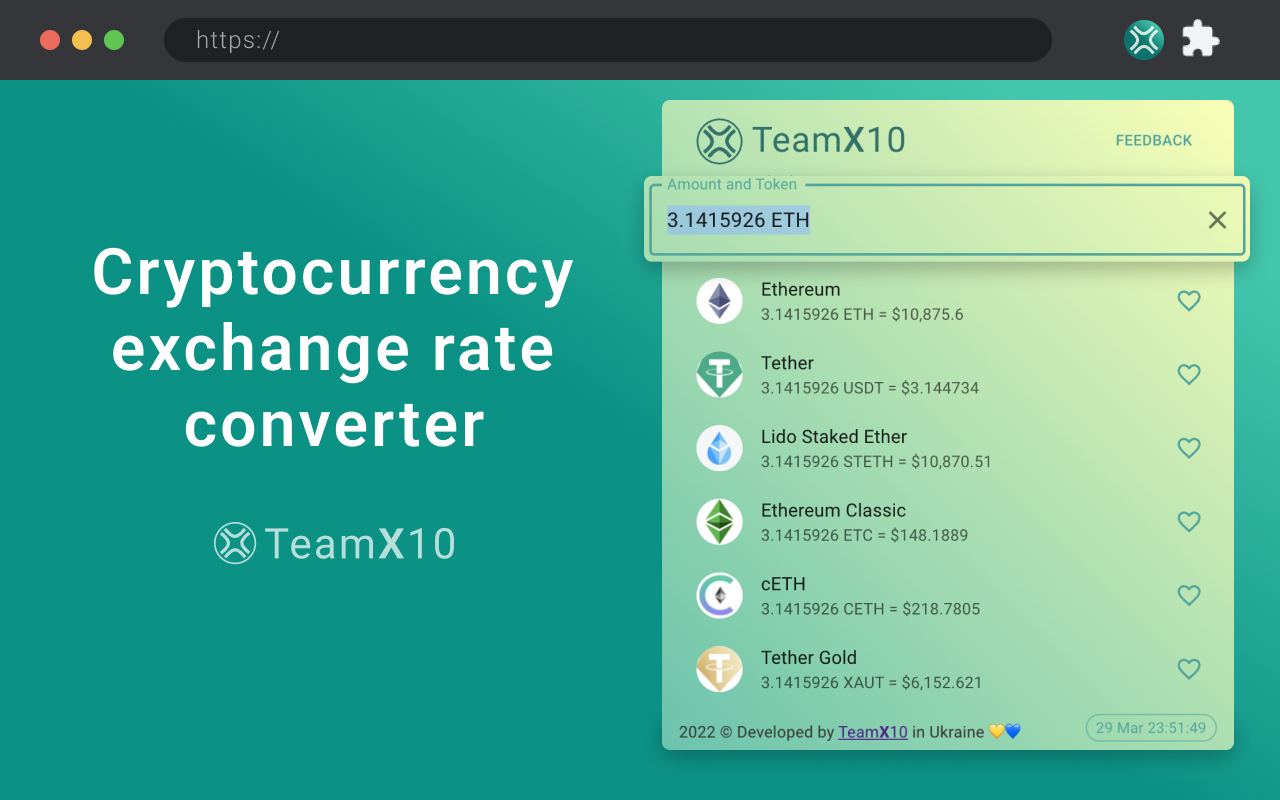 https://
Cryptocurrency
exchange rate
converter
TeamX10
TeamX10
FEEDBACK
Amount and Token
3.1415926 ETH
Ethereum
3.1415926 ETH = $10,875.6
Tether
3.1415926 USDT = $3.144734
Lido Staked Ether
3.1415926 STETH = $10,870.51
Ethereum Classic
3.1415926 ETC = $148.1889
cETH
3.1415926 CETH = $218.7805
Tether Gold
3.1415926 XAUT = $6,152.621
2022 © Developed by TeamX10 in Ukraine 💛💙
29 Mar 23:51:49